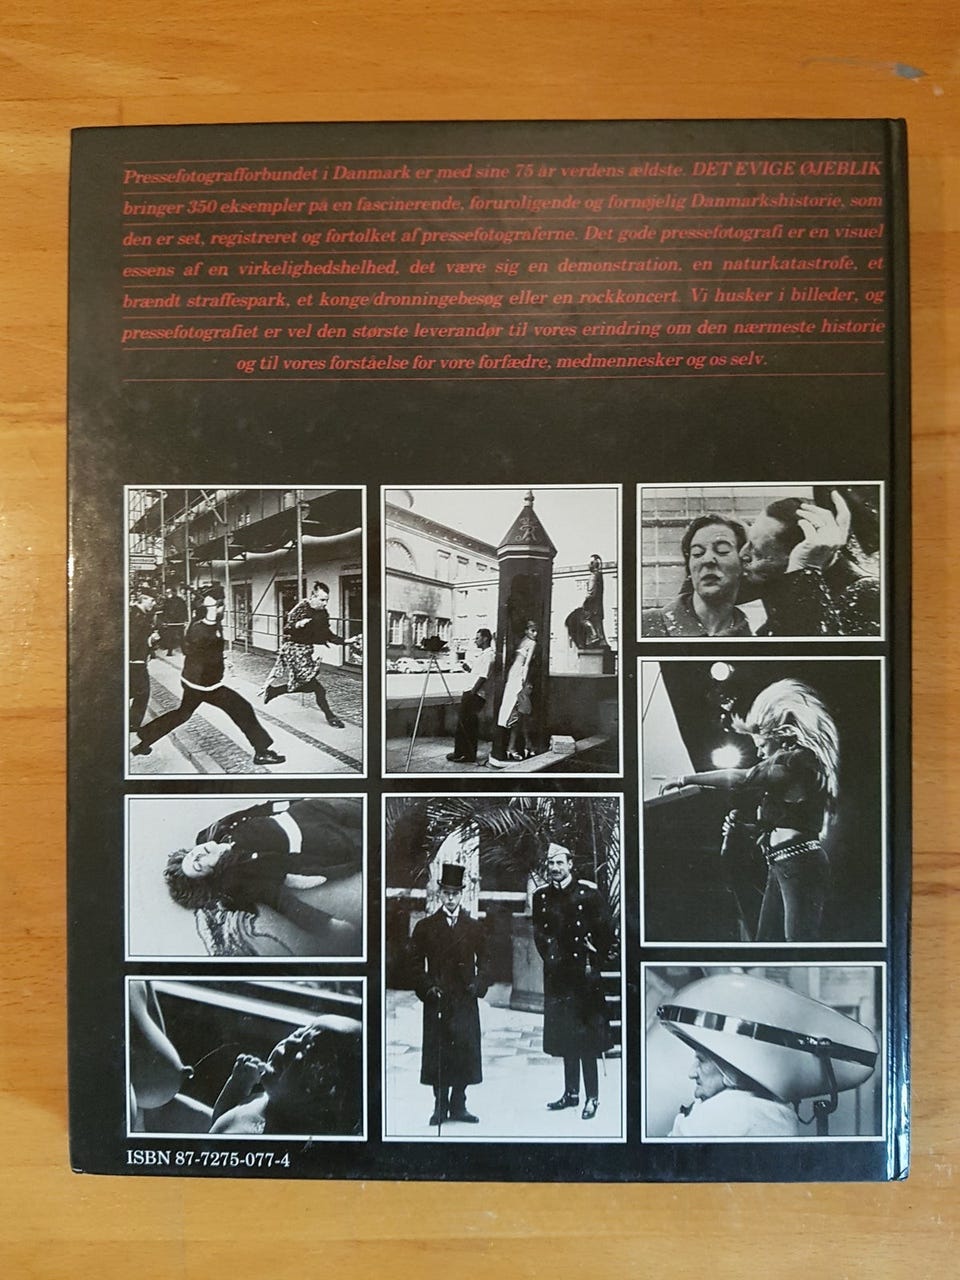 Pressefotografforbundet i Danmark er med sine 75 år verdens ældste. DET EVIGE ØJEBLIK
bringer 350 eksempler på en fascinerende, foruroligende og fornøjelig Danmarkshistorie, som
den er set, registreret og fortolket af pressefotograferne. Det gode pressefotografi er en visuel
essens af en virkelighedshelhed, det være sig en demonstration, en naturkatastrofe, et
brændt straffespark, et konge/dronningebesøg eller en rockkoncert. Vi husker i billeder, og
pressefotografiet er vel den største leverandør til vores erindring om den nærmeste historie
og til vores forståelse for vore forfædre, medmennesker og os selv.
ISBN 87-7275-077-4